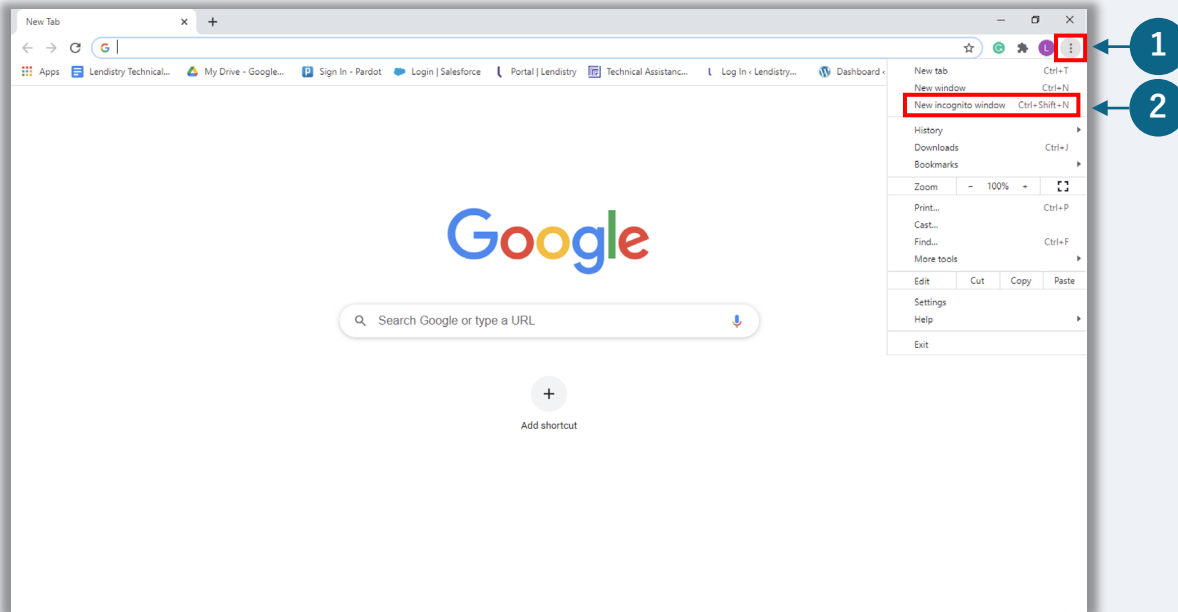 New Tab
1
Apps Lendistry Technical... My Drive - Google... Sign In - Pardot Login | Salesforce Portal | Lendistry Technical Assistanc... Log In ‹ Lendistry... Dashboard ‹
New tab Ctrl+T
New window Ctrl+N
New incognito window Ctrl+Shift+N
2
History
Downloads Ctrl+J
Bookmarks
Zoom - 100% +
Print... Ctrl+P
Cast...
Find... Ctrl+F
More tools
Edit Cut Copy Paste
Settings
Help
Exit
Google
Search Google or type a URL
Add shortcut